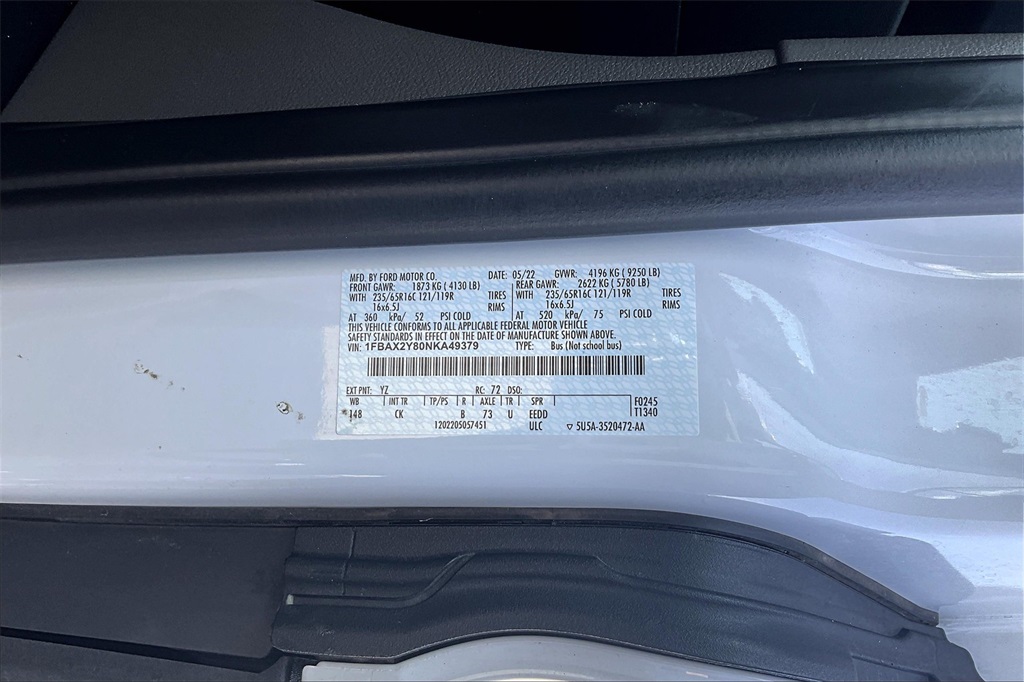 MFD. BY FORD MOTOR CO. DATE: 05/22 GVWR: 4196 KG ( 9250 LB)
FRONT GAWR: 1873 KG ( 4130 LB) REAR GAWR: 2622 KG ( 5780 LB)
WITH 235/65R16C 121/119R TIRES WITH 235/65R16C 121/119R TIRES
16x6.5J RIMS 16x6.5J RIMS
AT 360 kPa/ 52 PSI COLD AT 520 kPa/ 75 PSI COLD
THIS VEHICLE CONFORMS TO ALL APPLICABLE FEDERAL MOTOR VEHICLE
SAFETY STANDARDS IN EFFECT ON THE DATE OF MANUFACTURE SHOWN ABOVE.
VIN: 1FBAX2Y80NKA49379 TYPE: Bus (Not school bus)
EXT PNT: YZ RC: 72 DSO:
WB INT TR TP/PS R AXLE TR SPR F0245
*148 CK B 73 U EEDD T1340
1202205057451 ULC ▽ 5U5A-3520472-AA